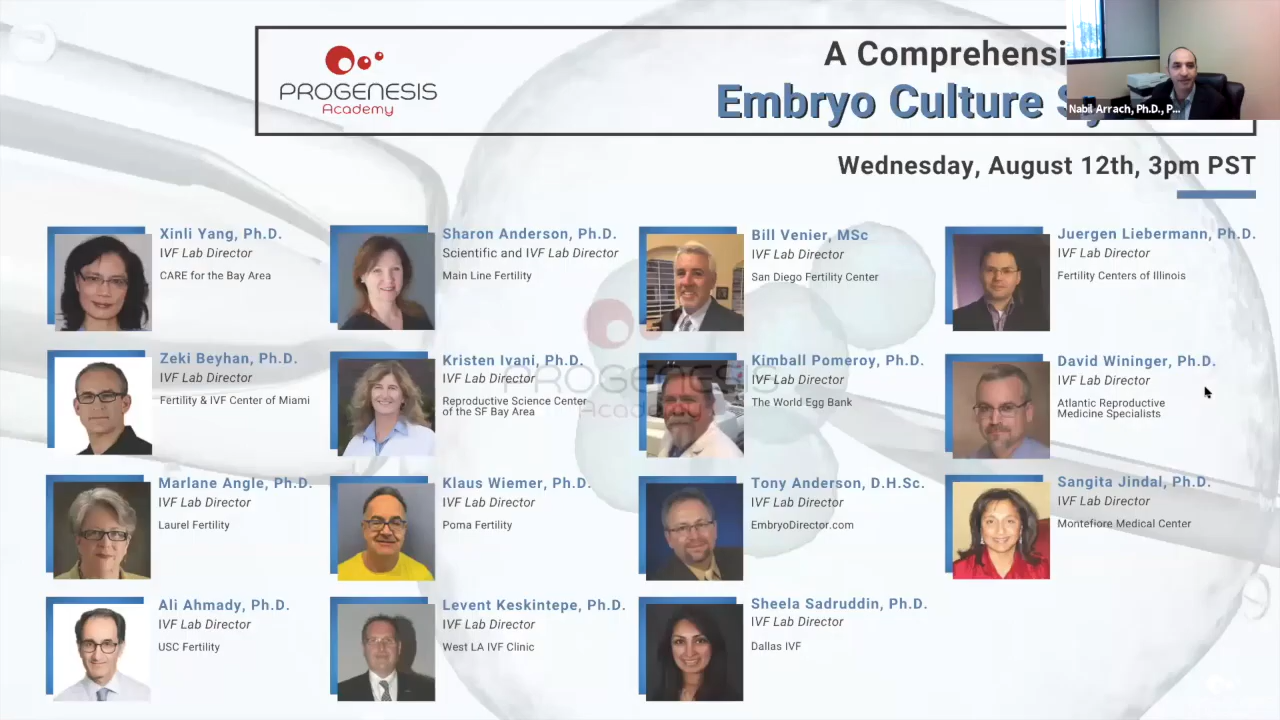 PROGENESIS
Academy
A Comprehensi
Embryo Culture
Nabil Arrach, Ph.D., P...
Wednesday, August 12th, 3pm PST
Xinli Yang, Ph.D.
IVF Lab Director
CARE for the Bay Area
Sharon Anderson, Ph.D.
Scientific and IVF Lab Director
Main Line Fertility
Bill Venier, MSc
IVF Lab Director
San Diego Fertility Center
Juergen Liebermann, Ph.D.
IVF Lab Director
Fertility Centers of Illinois
Zeki Beyhan, Ph.D.
IVF Lab Director
Fertility & IVF Center of Miami
Kristen Ivani, Ph.D.
IVF Lab Director
Reproductive Science Center
of the SF Bay Area
Kimball Pomeroy, Ph.D.
IVF Lab Director
The World Egg Bank
David Wininger, Ph.D.
IVF Lab Director
Atlantic Reproductive
Medicine Specialists
PROGENESIS
Academy
Marlane Angle, Ph.D.
IVF Lab Director
Laurel Fertility
Klaus Wiemer, Ph.D.
IVF Lab Director
Poma Fertility
Tony Anderson, D.H.Sc.
IVF Lab Director
EmbryoDirector.com
Sangita Jindal, Ph.D.
IVF Lab Director
Montefiore Medical Center
Ali Ahmady, Ph.D.
IVF Lab Director
USC Fertility
Levent Keskintepe, Ph.D.
IVF Lab Director
West LA IVF Clinic
Sheela Sadruddin, Ph.D.
IVF Lab Director
Dallas IVF